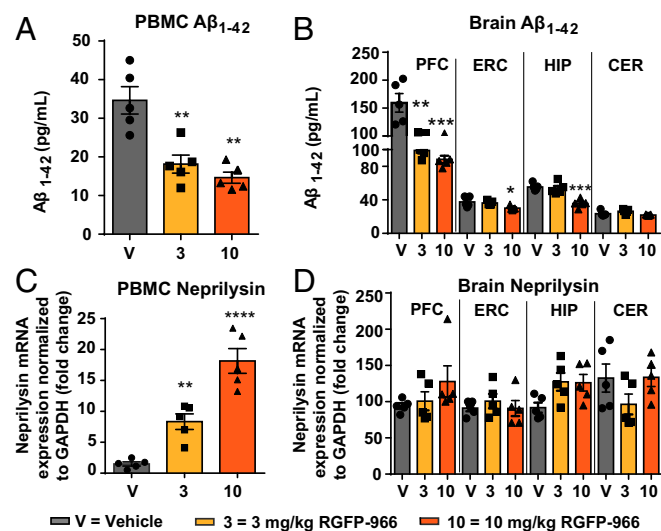 A
PBMC Aβ1-42
Aβ 1-42 (pg/mL)
50
40
30
20
10
0
**
**
V
3
10
B
Brain Aβ1-42
PFC
ERC
HIP
CER
Aβ 1-42 (pg/mL)
200
150
100
80
40
0
**
***
*
***
V 3 10 V 3 10 V 3 10 V 3 10
C
PBMC Neprilysin
Neprilysin mRNA
expression normalized
to GAPDH (fold change)
25
20
15
10
5
0
**
****
V
3
10
D
Brain Neprilysin
PFC
ERC
HIP
CER
Neprilysin mRNA
expression normalized
to GAPDH (fold change)
250
200
150
100
50
0
V 3 10 V 3 10 V 3 10 V 3 10
V = Vehicle
3 = 3 mg/kg RGFP-966
10 = 10 mg/kg RGFP-966